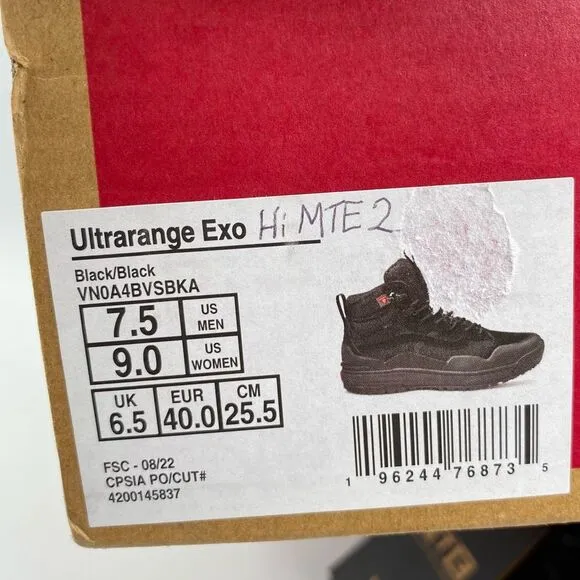 Ultrarange Exo Hi MTE 2
Black/Black
VN0A4BVSBKA
7.5 US MEN
9.0 US WOMEN
UK 6.5 EUR 40.0 CM 25.5
FSC - 08/22
CPSIA PO/CUT#
4200145837
1 96244 76873 5